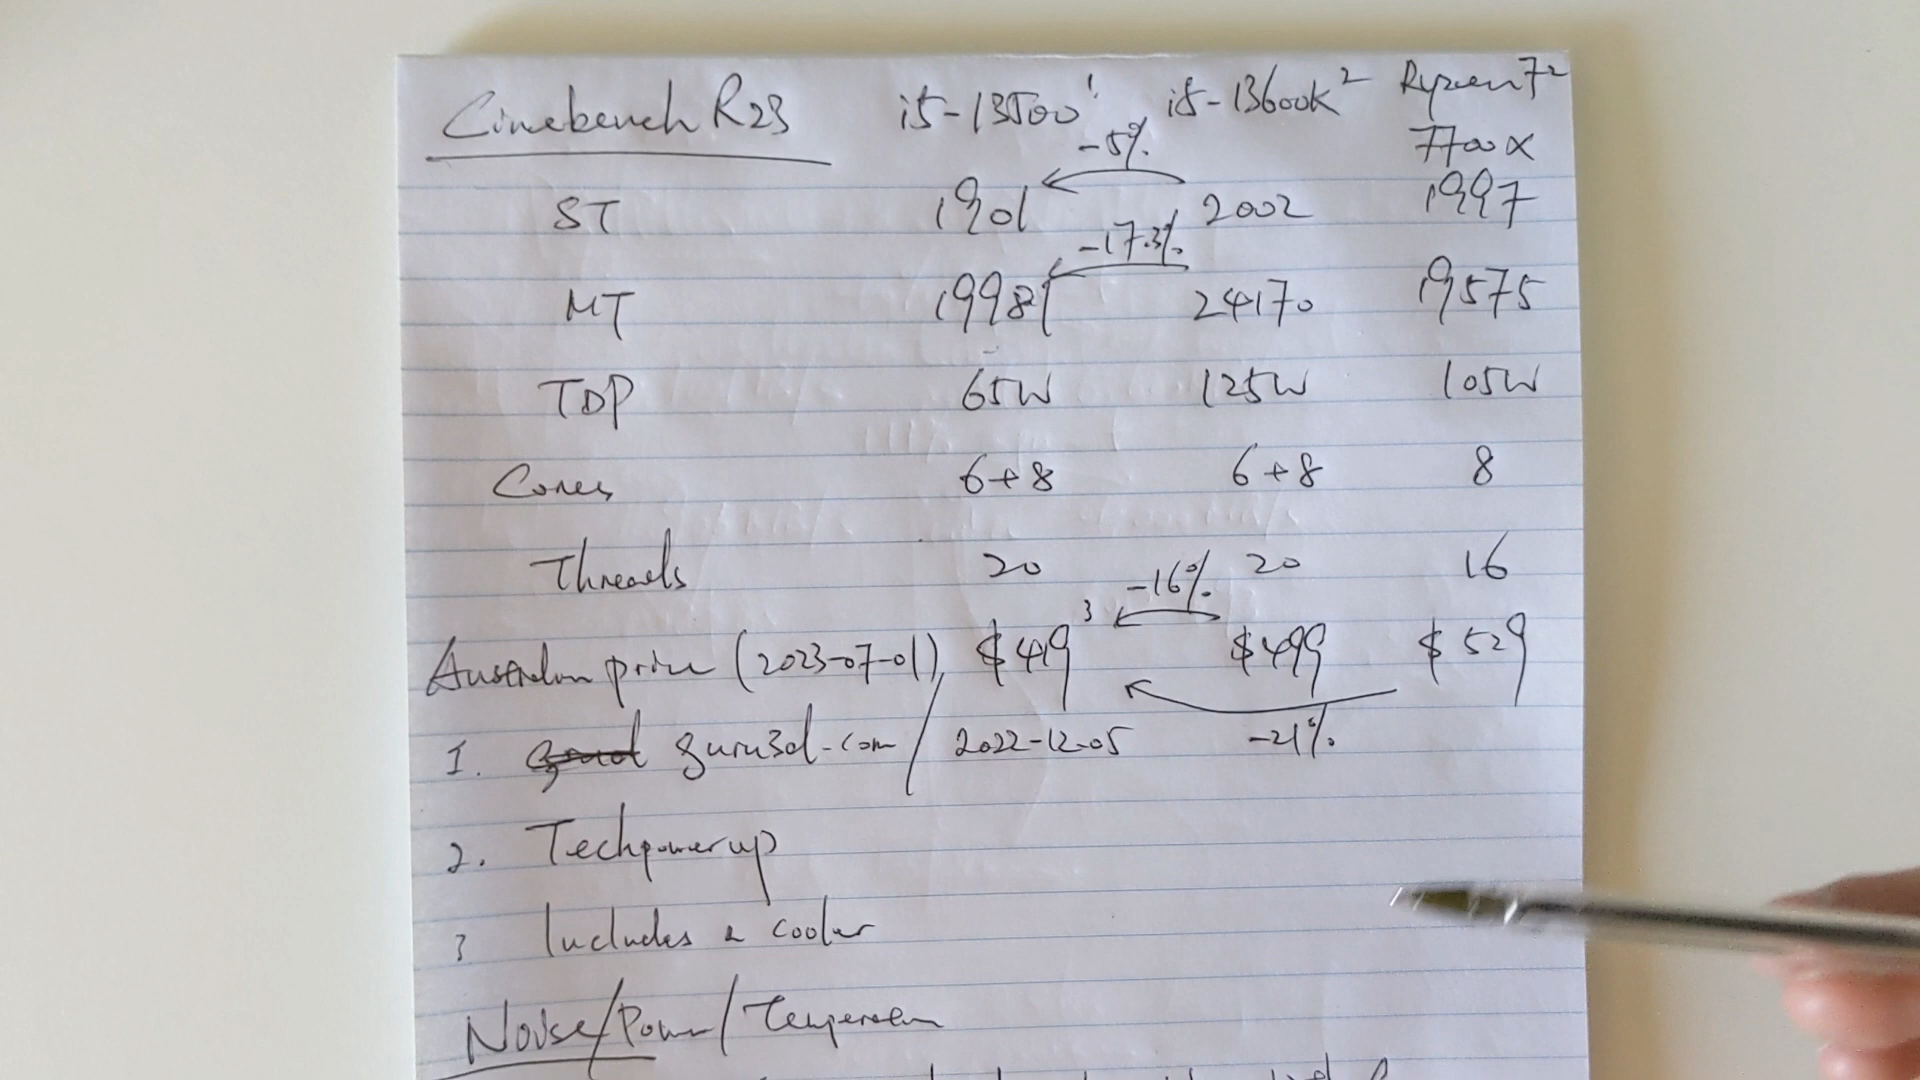 Cinebench R23 i5-13500¹ i5-13600K² Ryzen 7²
7700X
-5%
ST 1901 2002 1997
-17.3%
MT 19981 24170 19575
TDP 65W 125W 105W
Cores 6+8 6+8 8
Threads 20 20 16
-16%
Australian price (2023-07-01) $419³ $499 $529
1. guru3d.com / 2022-12-05 -21%
2. Techpowerup
3 Includes a cooler
Noise/Power/Temperature